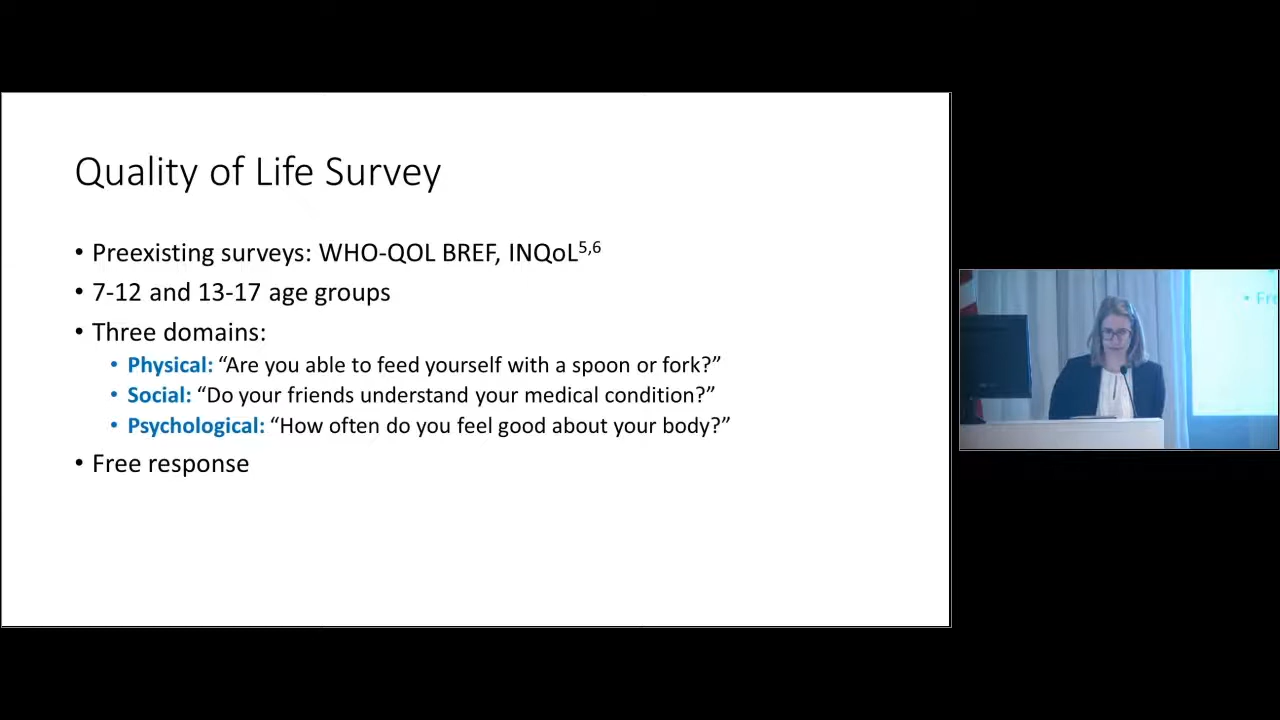 Quality of Life Survey
• Preexisting surveys: WHO-QOL BREF, INQoL5,6
• 7-12 and 13-17 age groups
• Three domains:
• Physical: “Are you able to feed yourself with a spoon or fork?”
• Social: “Do your friends understand your medical condition?”
• Psychological: “How often do you feel good about your body?”
• Free response
• Fre